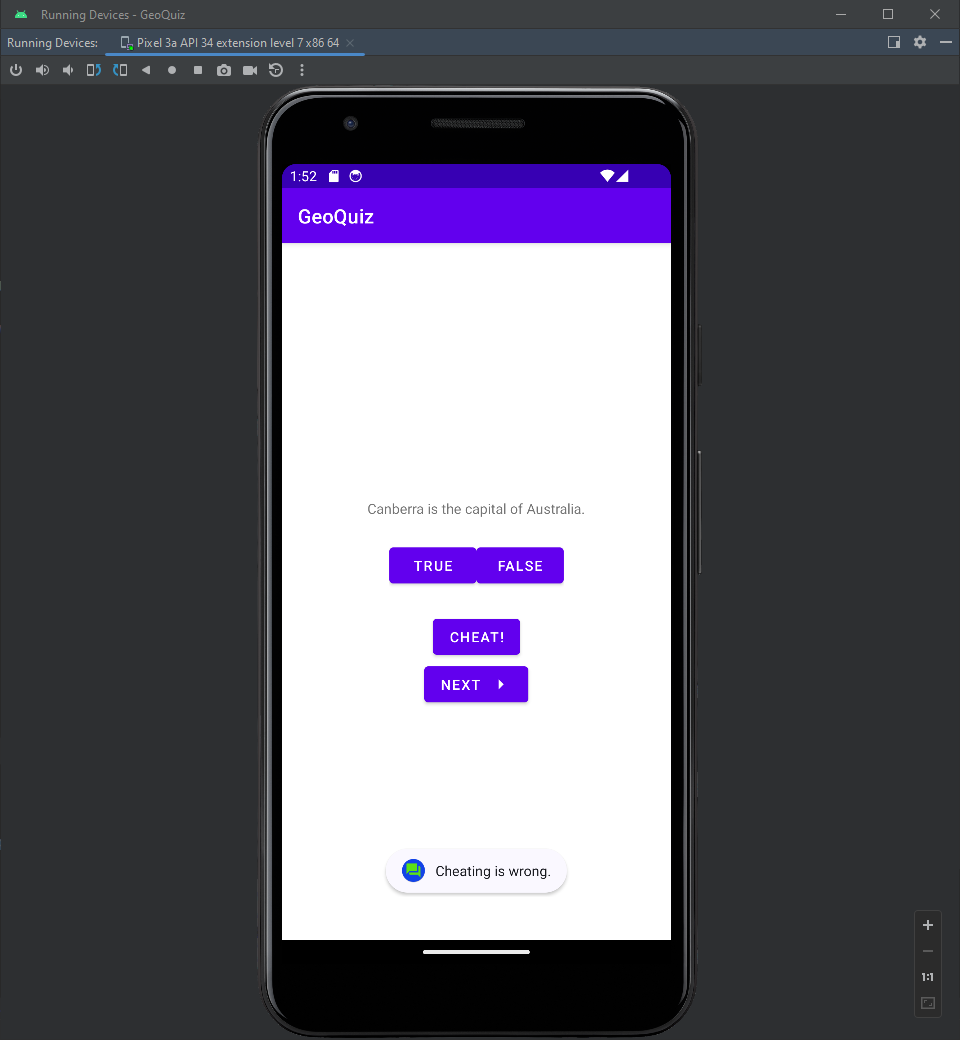 Running Devices - GeoQuiz
Running Devices: Pixel 3a API 34 extension level 7 x86 64
1:52
GeoQuiz
Canberra is the capital of Australia.
TRUE FALSE
CHEAT!
NEXT
Cheating is wrong.
1:1